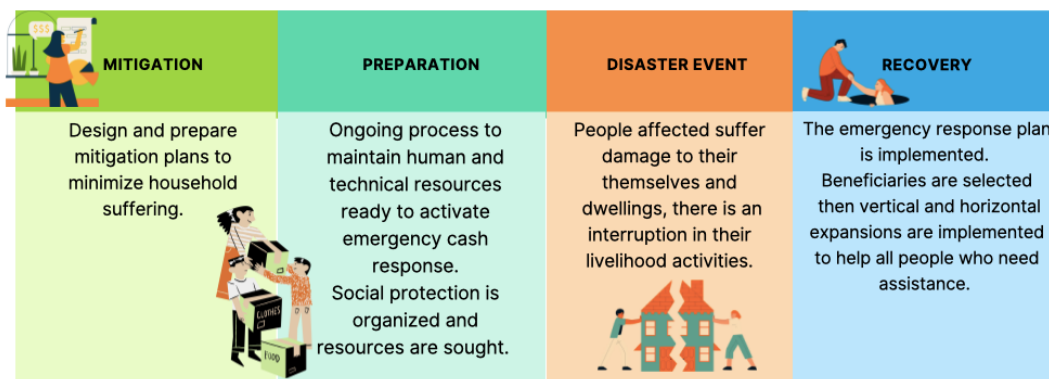 $$$
MITIGATION
Design and prepare
mitigation plans to
minimize household
suffering.
PREPARATION
Ongoing process to
maintain human and
technical resources
ready to activate
emergency cash
response.
Social protection is
organized and
resources are sought.
CLOTHES
FOOD
DISASTER EVENT
People affected suffer
damage to their
themselves and
dwellings, there is an
interruption in their
livelihood activities.
RECOVERY
The emergency response plan
is implemented.
Beneficiaries are selected
then vertical and horizontal
expansions are implemented
to help all people who need
assistance.